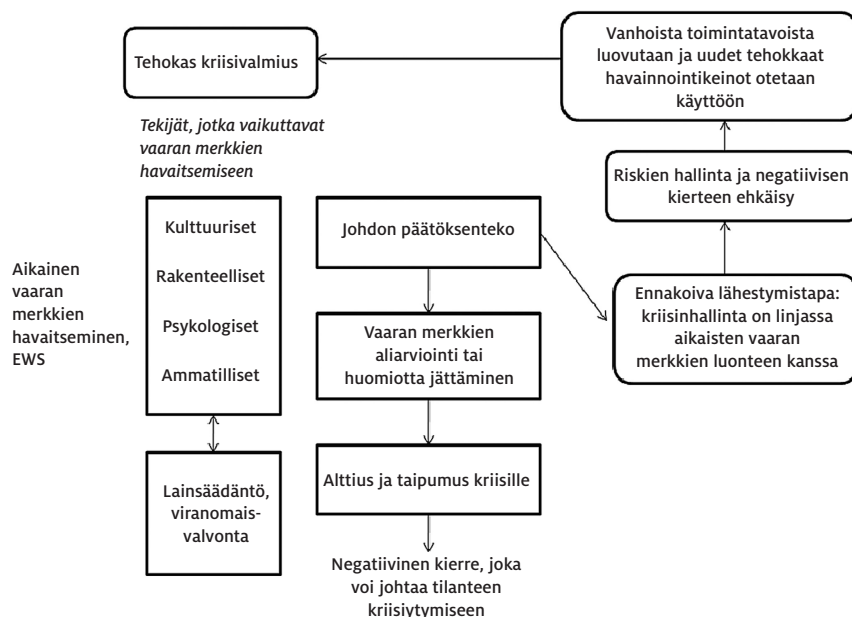 Tehokas kriisivalmius
Vanhoista toimintatavoista
luovutaan ja uudet tehokkaat
havainnointikeinot otetaan
käyttöön
Tekijät, jotka vaikuttavat
vaaran merkkien
havaitsemiseen
Riskien hallinta ja negatiivisen
kierteen ehkäisy
Aikainen
vaaran
merkkien
havaitseminen,
EWS
Kulttuuriset
Rakenteelliset
Psykologiset
Ammatilliset
Lainsäädäntö,
viranomais-
valvonta
Johdon päätöksenteko
Vaaran merkkien
aliarviointi tai
huomiotta jättäminen
Alttius ja taipumus kriisille
Negatiivinen kierre, joka
voi johtaa tilanteen
kriisiytymiseen
Ennakoiva lähestymistapa:
kriisinhallinta on linjassa
aikaisten vaaran
merkkien luonteen kanssa